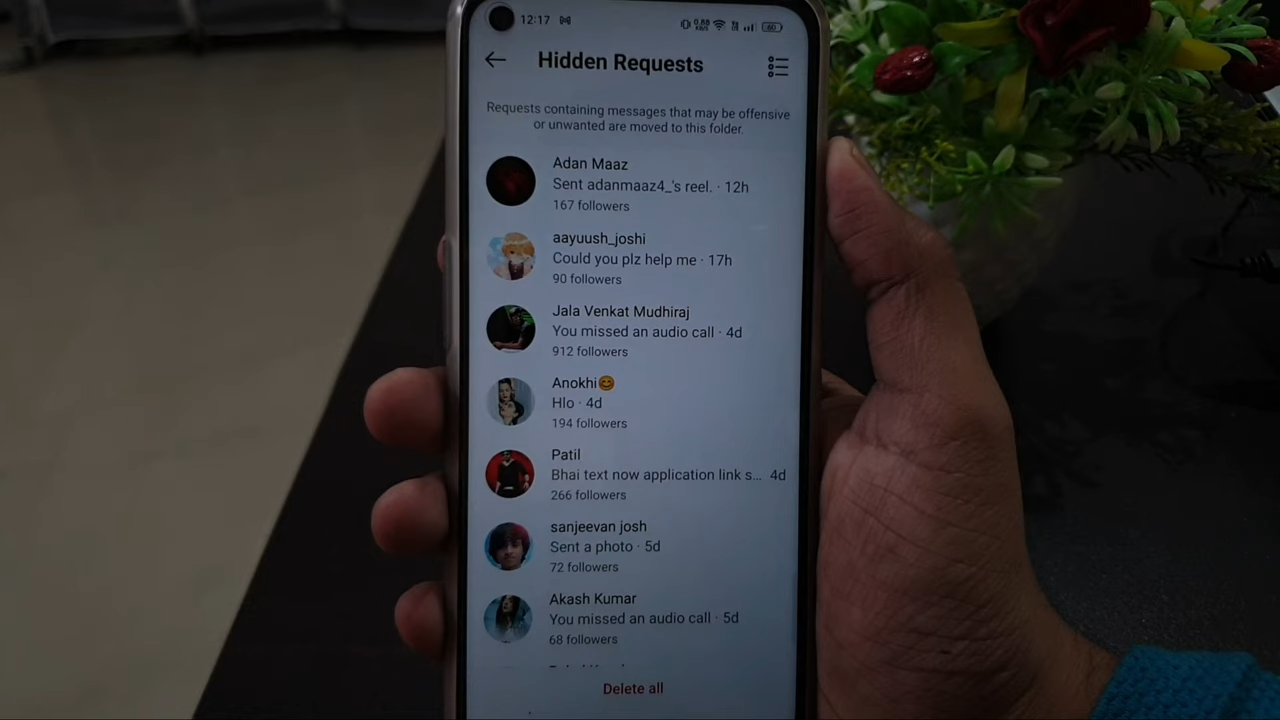 12:17
0.88
KB/S
60
Hidden Requests
Requests containing messages that may be offensive
or unwanted are moved to this folder.
Adan Maaz
Sent adanmaaz4_'s reel. · 12h
167 followers
aayuush_joshi
Could you plz help me · 17h
90 followers
Jala Venkat Mudhiraj
You missed an audio call · 4d
912 followers
Anokhi😊
Hlo · 4d
194 followers
Patil
Bhai text now application link s... 4d
266 followers
sanjeevan josh
Sent a photo · 5d
72 followers
Akash Kumar
You missed an audio call · 5d
68 followers
Delete all